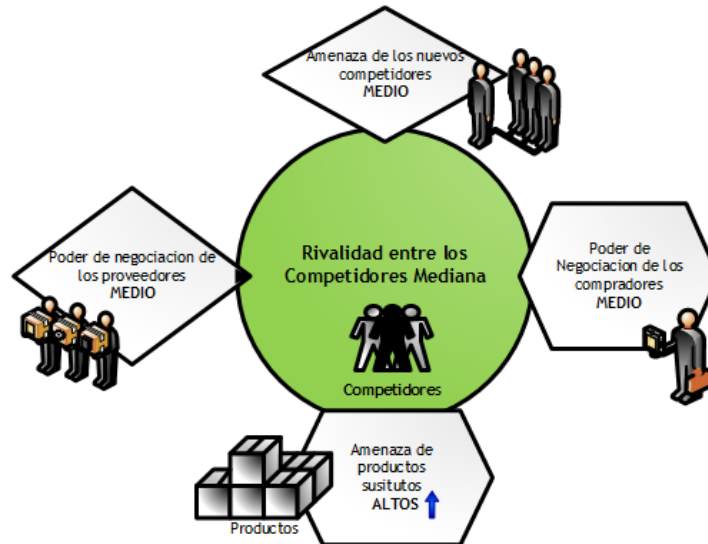 Amenaza de los nuevos
competidores
MEDIO
Poder de negociacion de
los proveedores
MEDIO
Rivalidad entre los
Competidores Mediana
Competidores
Poder de
Negociacion de los
compradores
MEDIO
Amenaza de
productos
susitutos
ALTOS
Productos